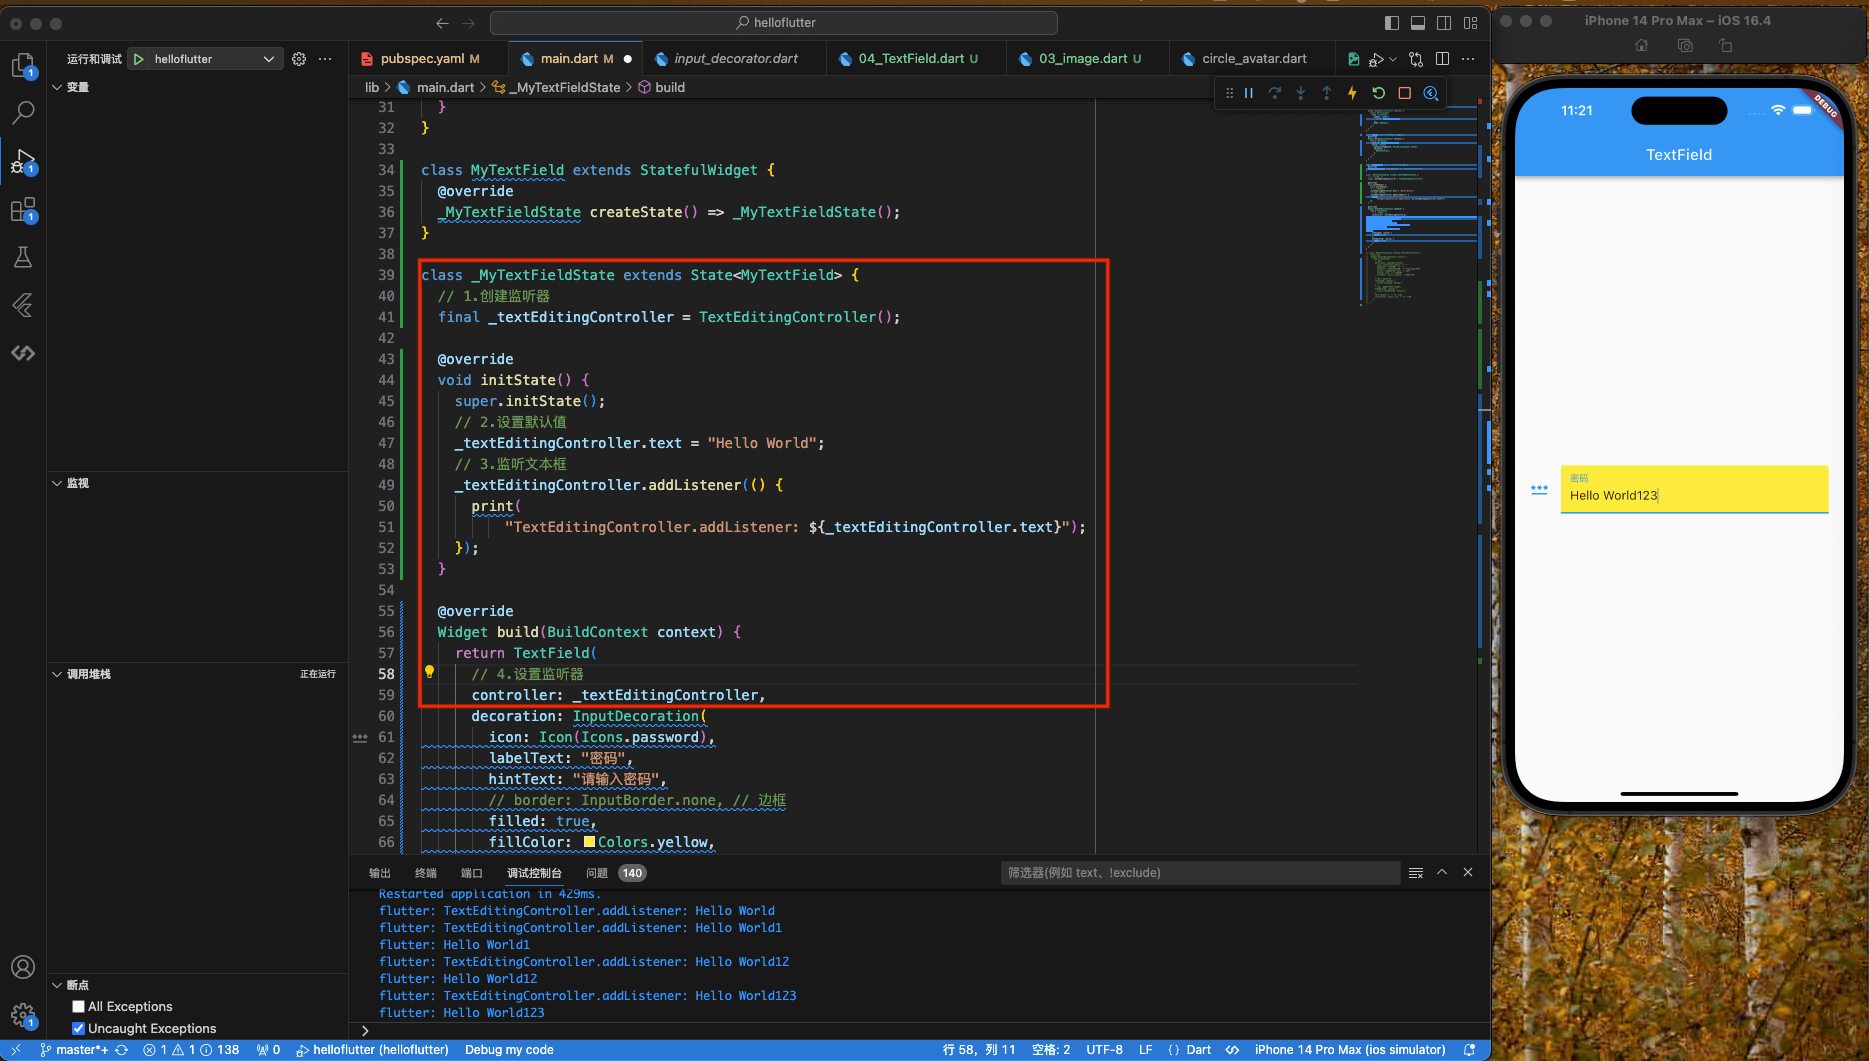 helloflutter
iPhone 14 Pro Max – iOS 16.4
运行和调试
helloflutter
pubspec.yaml M
main.dart M
input_decorator.dart
04_TextField.dart U
03_image.dart U
circle_avatar.dart
变量
lib > main.dart > _MyTextFieldState > build
31 }
32 }
33
34 class MyTextField extends StatefulWidget {
35 @override
36 _MyTextFieldState createState() => _MyTextFieldState();
37 }
38
39 class _MyTextFieldState extends State<MyTextField> {
40 // 1.创建监听器
41 final _textEditingController = TextEditingController();
42
43 @override
44 void initState() {
45 super.initState();
46 // 2.设置默认值
47 _textEditingController.text = "Hello World";
48 // 3.监听文本框
49 _textEditingController.addListener(() {
50 print(
51 "TextEditingController.addListener: ${_textEditingController.text}");
52 });
53 }
54
55 @override
56 Widget build(BuildContext context) {
57 return TextField(
58 // 4.设置监听器
59 controller: _textEditingController,
60 decoration: InputDecoration(
61 icon: Icon(Icons.password),
62 labelText: "密码",
63 hintText: "请输入密码",
64 // border: InputBorder.none, // 边框
65 filled: true,
66 fillColor: Colors.yellow,
监视
调用堆栈
正在运行
断点
All Exceptions
Uncaught Exceptions
1
1
1
1
输出
终端
端口
调试控制台
问题 140
筛选器(例如 text、!exclude)
Restarted application in 429ms.
flutter: TextEditingController.addListener: Hello World
flutter: TextEditingController.addListener: Hello World1
flutter: Hello World1
flutter: TextEditingController.addListener: Hello World12
flutter: Hello World12
flutter: TextEditingController.addListener: Hello World123
flutter: Hello World123
>
11:21
DEBUG
TextField
密码
Hello World123
master*+
1 1 138
0
helloflutter (helloflutter)
Debug my code
行 58，列 11
空格: 2
UTF-8
LF
{ } Dart
iPhone 14 Pro Max (ios simulator)